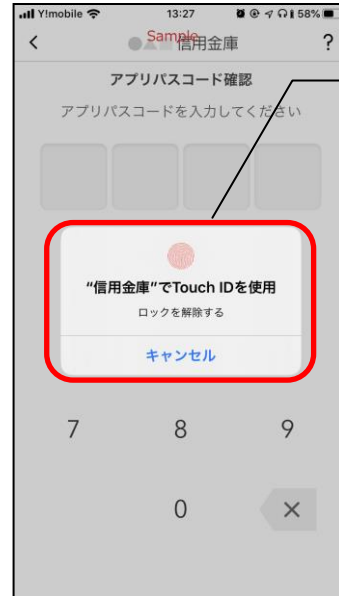 Y!mobile 13:27 58%
●▲■信用金庫 ?
Sample
アプリパスコード確認
アプリパスコードを入力してください
“信用金庫”でTouch IDを使用
ロックを解除する
キャンセル
7 8 9
0